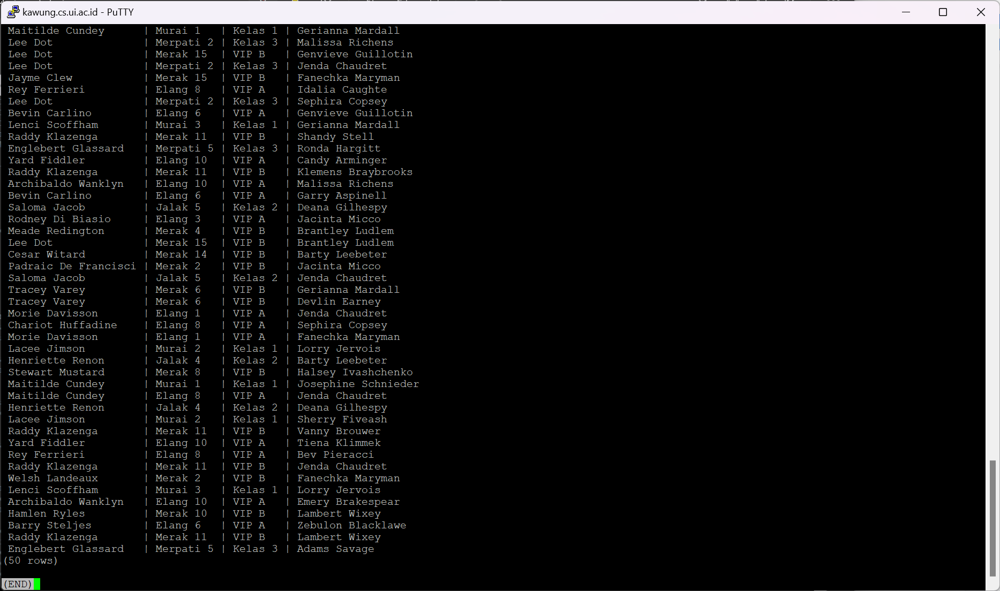 kawung.cs.ui.ac.id - PuTTY
Maitilde Cundey      | Murai 1   | Kelas 1 | Gerianna Mardall
Lee Dot              | Merpati 2 | Kelas 3 | Malissa Richens
Lee Dot              | Merak 15  | VIP B   | Genvieve Guillotin
Lee Dot              | Merpati 2 | Kelas 3 | Jenda Chaudret
Jayme Clew           | Merak 15  | VIP B   | Fanechka Maryman
Rey Ferrieri         | Elang 8   | VIP A   | Idalia Caughte
Lee Dot              | Merpati 2 | Kelas 3 | Sephira Copsey
Bevin Carlino        | Elang 6   | VIP A   | Genvieve Guillotin
Lenci Scoffham       | Murai 3   | Kelas 1 | Gerianna Mardall
Raddy Klazenga       | Merak 11  | VIP B   | Shandy Stell
Englebert Glassard   | Merpati 5 | Kelas 3 | Ronda Hargitt
Yard Fiddler         | Elang 10  | VIP A   | Candy Arminger
Raddy Klazenga       | Merak 11  | VIP B   | Klemens Braybrooks
Archibaldo Wanklyn   | Elang 10  | VIP A   | Malissa Richens
Bevin Carlino        | Elang 6   | VIP A   | Garry Aspinell
Saloma Jacob         | Jalak 5   | Kelas 2 | Deana Gilhespy
Rodney Di Biasio     | Elang 3   | VIP A   | Jacinta Micco
Meade Redington      | Merak 4   | VIP B   | Brantley Ludlem
Lee Dot              | Merak 15  | VIP B   | Brantley Ludlem
Cesar Witard         | Merak 14  | VIP B   | Barty Leebeter
Padraic De Francisci | Merak 2   | VIP B   | Jacinta Micco
Saloma Jacob         | Jalak 5   | Kelas 2 | Jenda Chaudret
Tracey Varey         | Merak 6   | VIP B   | Gerianna Mardall
Tracey Varey         | Merak 6   | VIP B   | Devlin Earney
Morie Davisson       | Elang 1   | VIP A   | Jenda Chaudret
Chariot Huffadine    | Elang 8   | VIP A   | Sephira Copsey
Morie Davisson       | Elang 1   | VIP A   | Fanechka Maryman
Lacee Jimson         | Murai 2   | Kelas 1 | Lorry Jervois
Henriette Renon      | Jalak 4   | Kelas 2 | Barty Leebeter
Stewart Mustard      | Merak 8   | VIP B   | Halsey Ivashchenko
Maitilde Cundey      | Murai 1   | Kelas 1 | Josephine Schnieder
Maitilde Cundey      | Elang 8   | VIP A   | Jenda Chaudret
Henriette Renon      | Jalak 4   | Kelas 2 | Deana Gilhespy
Lacee Jimson         | Murai 2   | Kelas 1 | Sherry Fiveash
Raddy Klazenga       | Merak 11  | VIP B   | Vanny Brouwer
Yard Fiddler         | Elang 10  | VIP A   | Tiena Klimmek
Rey Ferrieri         | Elang 8   | VIP A   | Bev Pieracci
Raddy Klazenga       | Merak 11  | VIP B   | Jenda Chaudret
Welsh Landeaux       | Merak 2   | VIP B   | Fanechka Maryman
Lenci Scoffham       | Murai 3   | Kelas 1 | Lorry Jervois
Archibaldo Wanklyn   | Elang 10  | VIP A   | Emery Brakespear
Hamlen Ryles         | Merak 10  | VIP B   | Lambert Wixey
Barry Steljes        | Elang 6   | VIP A   | Zebulon Blacklawe
Raddy Klazenga       | Merak 11  | VIP B   | Lambert Wixey
Englebert Glassard   | Merpati 5 | Kelas 3 | Adams Savage
(50 rows)
(END)